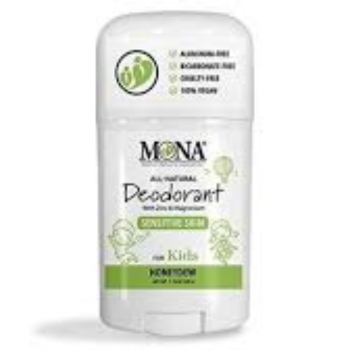 ALUMINUM-FREE
BICARBONATE-FREE
CRUELTY-FREE
100% VEGAN
MONA
ALL-NATURAL
Deodorant
With Zinc & Magnesium
SENSITIVE SKIN
FOR Kids
HONEYDEW